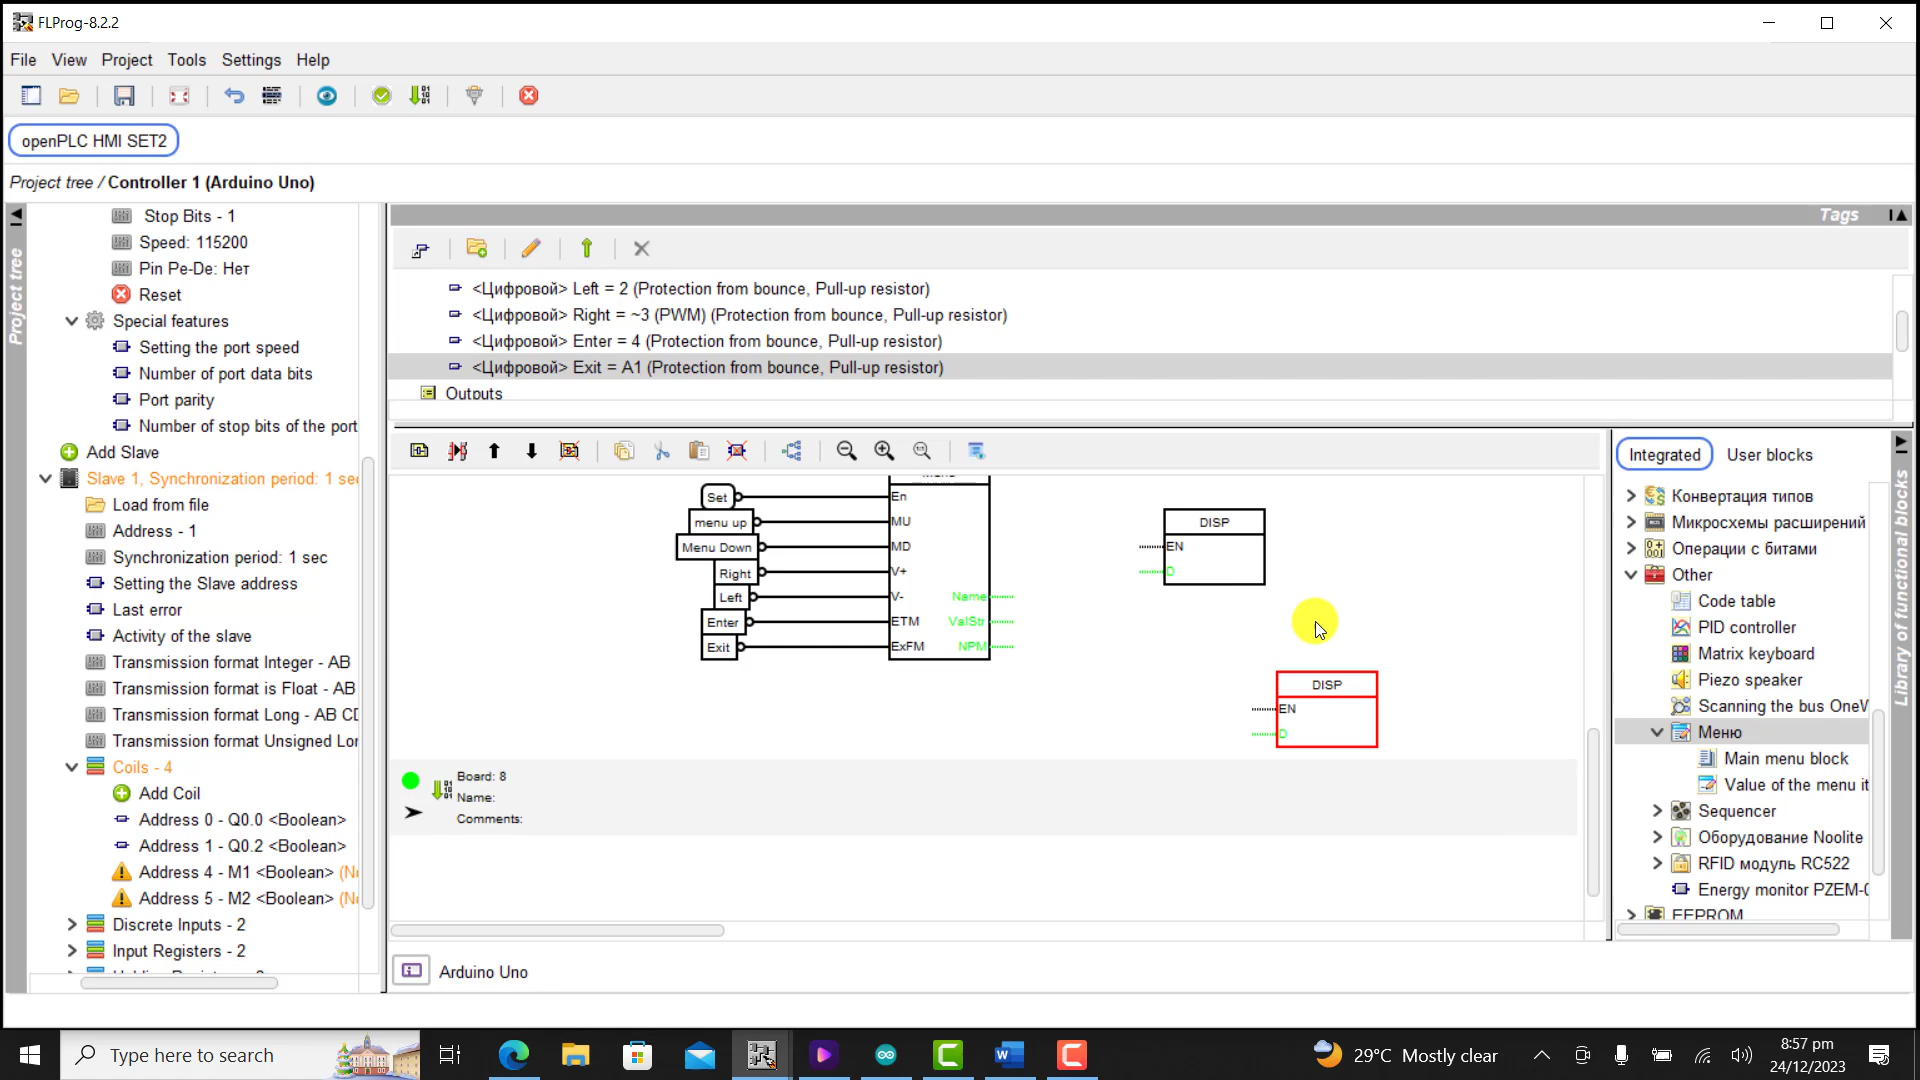 FLProg-8.2.2
File View Project Tools Settings Help
openPLC HMI SET2
Project tree / Controller 1 (Arduino Uno)
Project tree
Stop Bits - 1
Speed: 115200
Pin Pe-De: Нет
Reset
Special features
Setting the port speed
Number of port data bits
Port parity
Number of stop bits of the port
Add Slave
Slave 1, Synchronization period: 1 sec
Load from file
Address - 1
Synchronization period: 1 sec
Setting the Slave address
Last error
Activity of the slave
Transmission format Integer - AB
Transmission format is Float - AB
Transmission format Long - AB CD
Transmission format Unsigned Lon
Coils - 4
Add Coil
Address 0 - Q0.0 <Boolean>
Address 1 - Q0.2 <Boolean>
Address 4 - M1 <Boolean> (No
Address 5 - M2 <Boolean> (No
Discrete Inputs - 2
Input Registers - 2
Tags
<Цифровой> Left = 2 (Protection from bounce, Pull-up resistor)
<Цифровой> Right = ~3 (PWM) (Protection from bounce, Pull-up resistor)
<Цифровой> Enter = 4 (Protection from bounce, Pull-up resistor)
<Цифровой> Exit = A1 (Protection from bounce, Pull-up resistor)
Outputs
Set En
menu up MU
Menu Down MD
Right V+
Left V- Name
Enter ETM ValStr
Exit ExFM NPM
DISP
EN
D
DISP
EN
D
Board: 8
Name:
Comments:
Arduino Uno
Integrated User blocks
Library of functional blocks
Конвертация типов
Микросхемы расширений
Операции с битами
Other
Code table
PID controller
Matrix keyboard
Piezo speaker
Scanning the bus OneW
Меню
Main menu block
Value of the menu it
Sequencer
Оборудование Noolite
RFID модуль RC522
Energy monitor PZEM-0
EEPROM
Type here to search
29°C Mostly clear
8:57 pm
24/12/2023